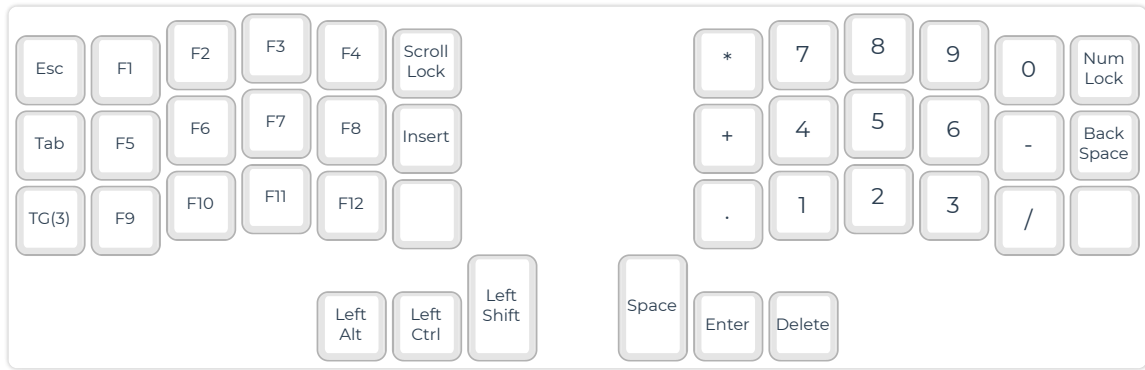 Esc F1 F2 F3 F4 Scroll Lock * 7 8 9 0 Num Lock
Tab F5 F6 F7 F8 Insert + 4 5 6 - Back Space
TG(3) F9 F10 F11 F12 . 1 2 3 /
Left Alt Left Ctrl Left Shift Space Enter Delete